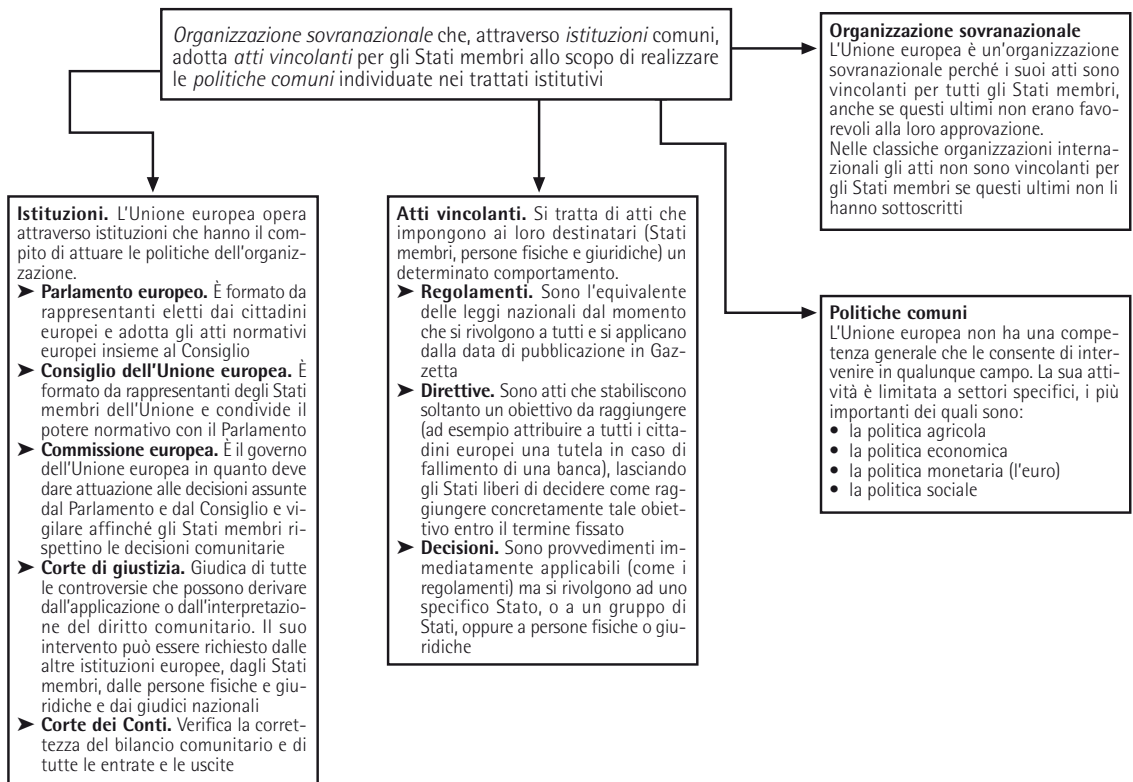 Organizzazione sovranazionale che, attraverso istituzioni comuni,
adotta atti vincolanti per gli Stati membri allo scopo di realizzare
le politiche comuni individuate nei trattati istitutivi
Organizzazione sovranazionale
L'Unione europea è un'organizzazione
sovranazionale perché i suoi atti sono
vincolanti per tutti gli Stati membri,
anche se questi ultimi non erano favo-
revoli alla loro approvazione.
Nelle classiche organizzazioni interna-
zionali gli atti non sono vincolanti per
gli Stati membri se questi ultimi non li
hanno sottoscritti
Istituzioni. L'Unione europea opera
attraverso istituzioni che hanno il com-
pito di attuare le politiche dell'organiz-
zazione.
➤ Parlamento europeo. È formato da
rappresentanti eletti dai cittadini
europei e adotta gli atti normativi
europei insieme al Consiglio
➤ Consiglio dell'Unione europea. È
formato da rappresentanti degli Stati
membri dell'Unione e condivide il
potere normativo con il Parlamento
➤ Commissione europea. È il governo
dell'Unione europea in quanto deve
dare attuazione alle decisioni assunte
dal Parlamento e dal Consiglio e vi-
gilare affinché gli Stati membri ri-
spettino le decisioni comunitarie
➤ Corte di giustizia. Giudica di tutte
le controversie che possono derivare
dall'applicazione o dall'interpretazio-
ne del diritto comunitario. Il suo
intervento può essere richiesto dalle
altre istituzioni europee, dagli Stati
membri, dalle persone fisiche e giu-
ridiche e dai giudici nazionali
➤ Corte dei Conti. Verifica la corret-
tezza del bilancio comunitario e di
tutte le entrate e le uscite
Atti vincolanti. Si tratta di atti che
impongono ai loro destinatari (Stati
membri, persone fisiche e giuridiche) un
determinato comportamento.
➤ Regolamenti. Sono l'equivalente
delle leggi nazionali dal momento
che si rivolgono a tutti e si applicano
dalla data di pubblicazione in Gaz-
zetta
➤ Direttive. Sono atti che stabiliscono
soltanto un obiettivo da raggiungere
(ad esempio attribuire a tutti i citta-
dini europei una tutela in caso di
fallimento di una banca), lasciando
gli Stati liberi di decidere come rag-
giungere concretamente tale obiet-
tivo entro il termine fissato
➤ Decisioni. Sono provvedimenti im-
mediatamente applicabili (come i
regolamenti) ma si rivolgono ad uno
specifico Stato, o a un gruppo di
Stati, oppure a persone fisiche o giu-
ridiche
Politiche comuni
L'Unione europea non ha una compe-
tenza generale che le consente di inter-
venire in qualunque campo. La sua atti-
vità è limitata a settori specifici, i più
importanti dei quali sono:
• la politica agricola
• la politica economica
• la politica monetaria (l'euro)
• la politica sociale